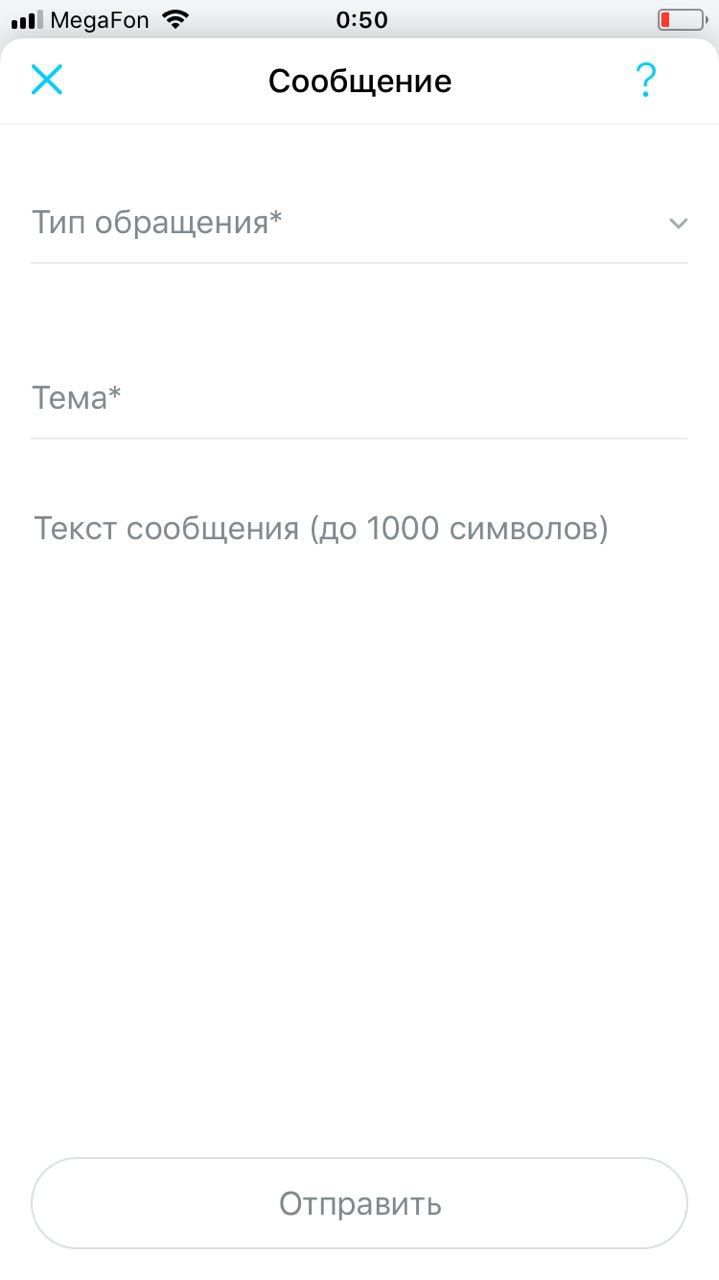 MegaFon 0:50
Сообщение ?
Тип обращения*
Тема*
Текст сообщения (до 1000 символов)
Отправить